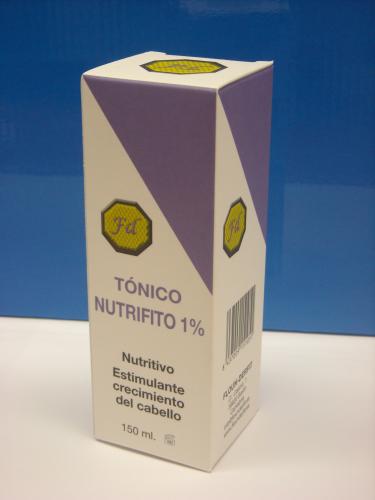 Fd
TÓNICO
NUTRIFITO 1%
Nutritivo
Estimulante
crecimiento
del cabello
150 ml.
Fd